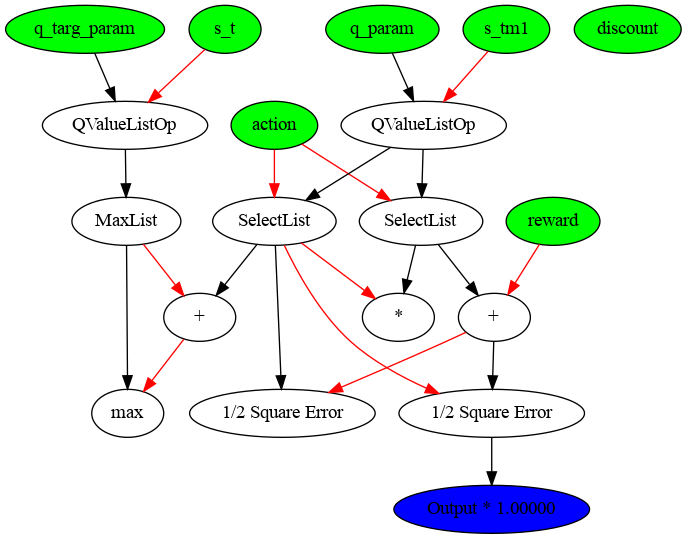 q_targ_param
s_t
q_param
s_tm1
discount
QValueListOp
action
QValueListOp
MaxList
SelectList
SelectList
reward
+
*
+
max
1/2 Square Error
1/2 Square Error
Output * 1.00000